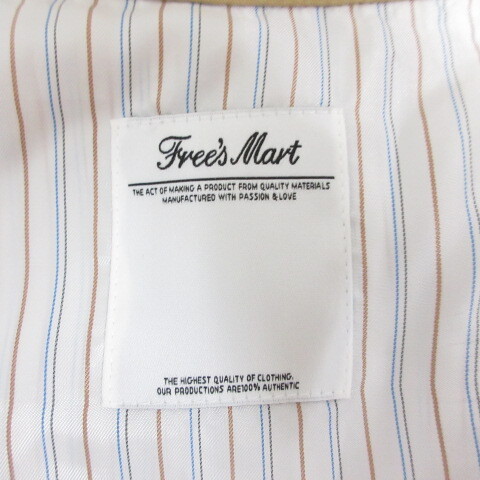 Free's Mart
THE ACT OF MAKING A PRODUCT FROM QUALITY MATERIALS
MANUFACTURED WITH PASSION & LOVE
THE HIGHEST QUALITY OF CLOTHING.
OUR PRODUCTIONS ARE100% AUTHENTIC